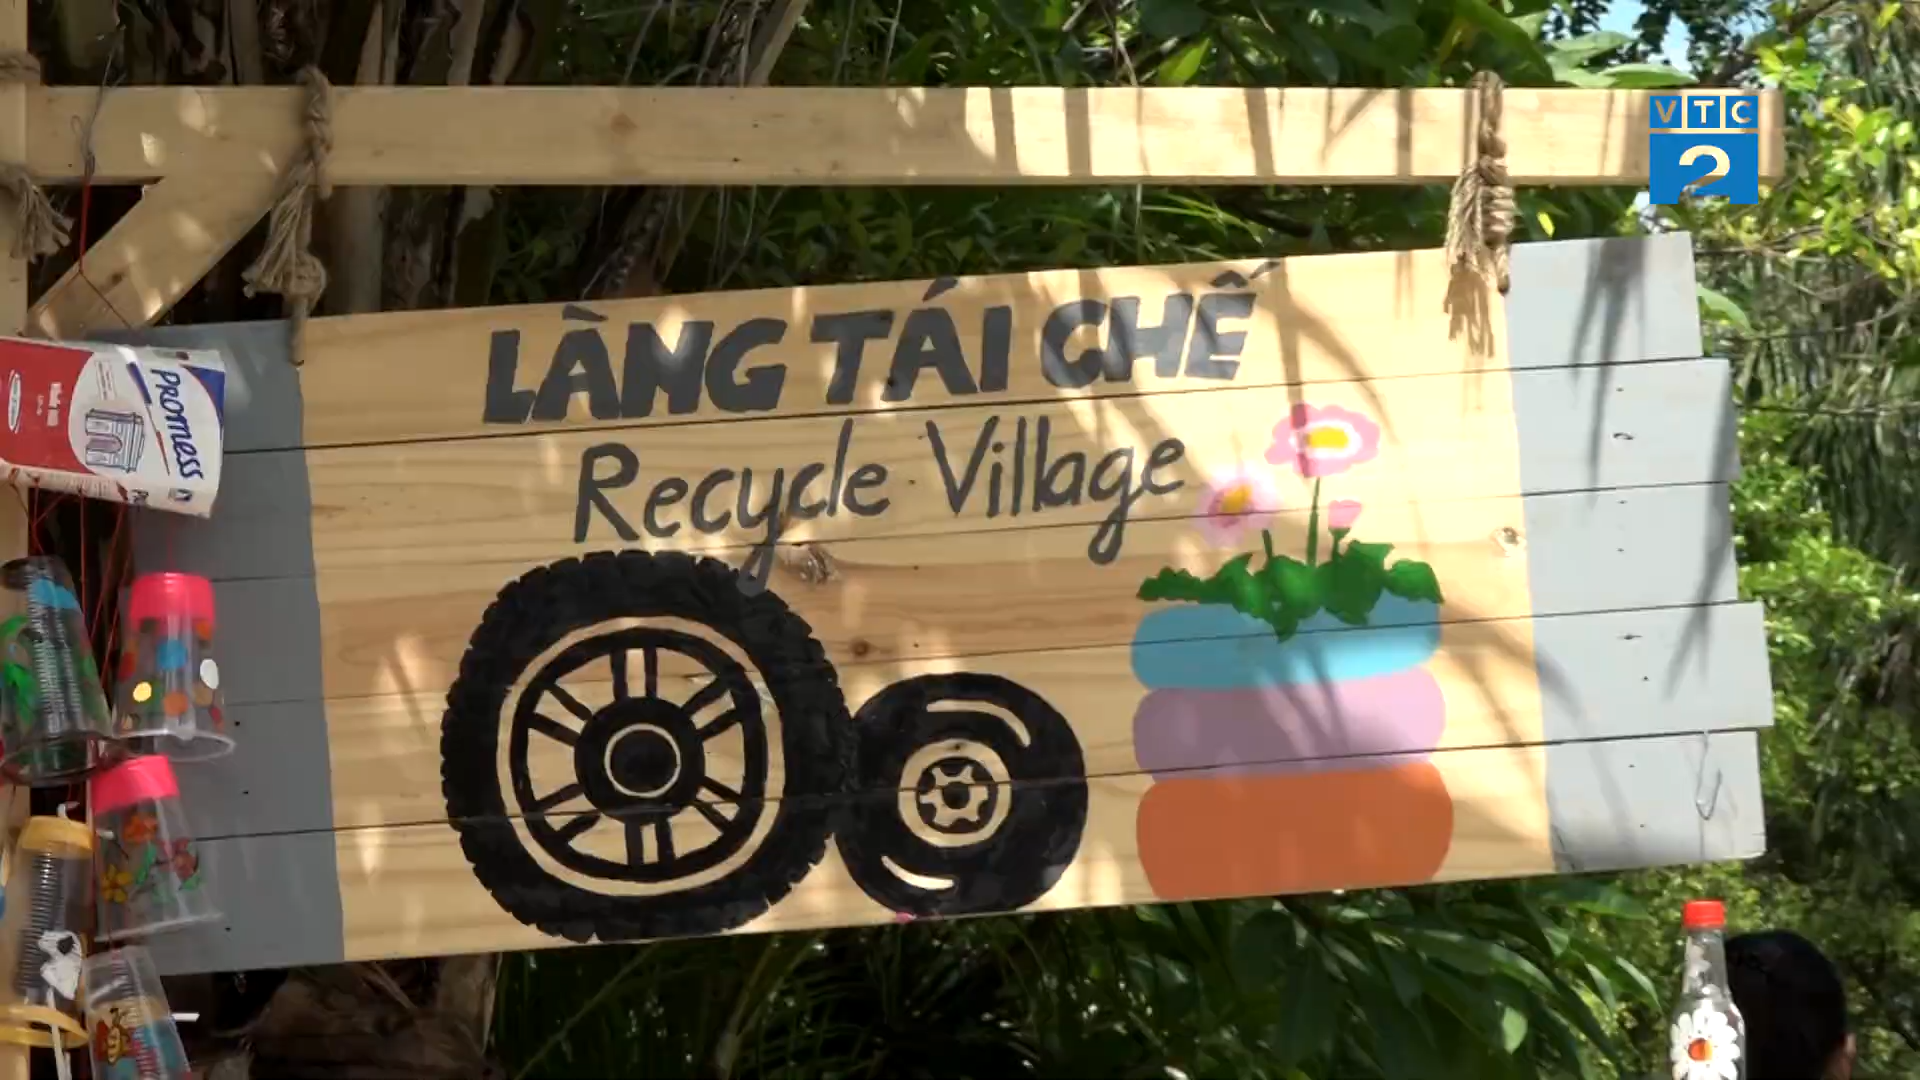 VTC
2
LÀNG TÁI CHẾ
Recycle Village
Promess